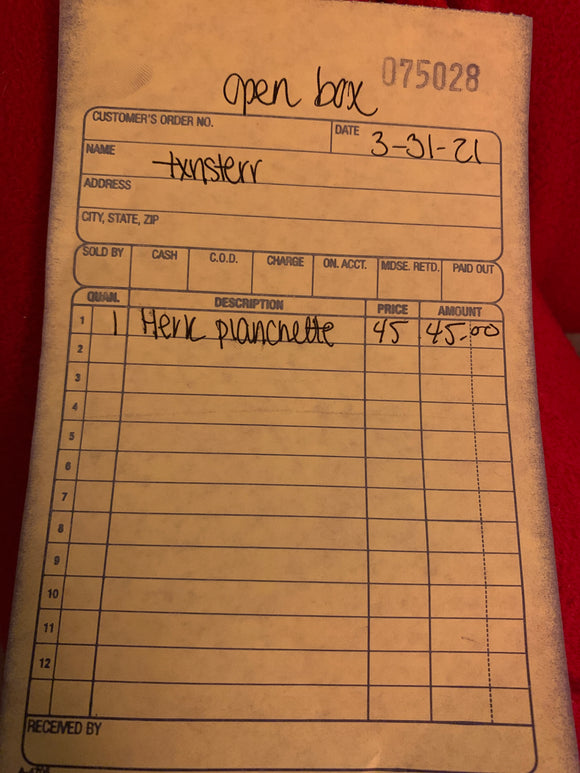 075028
open box
CUSTOMER'S ORDER NO.
DATE 3-31-21
NAME txnsterr
ADDRESS
CITY, STATE, ZIP
SOLD BY CASH C.O.D. CHARGE ON. ACCT. MDSE. RETD. PAID OUT
QUAN. DESCRIPTION PRICE AMOUNT
1 1 Herk planchette 45 45.00
2
3
4
5
6
7
8
9
10
11
12
RECEIVED BY